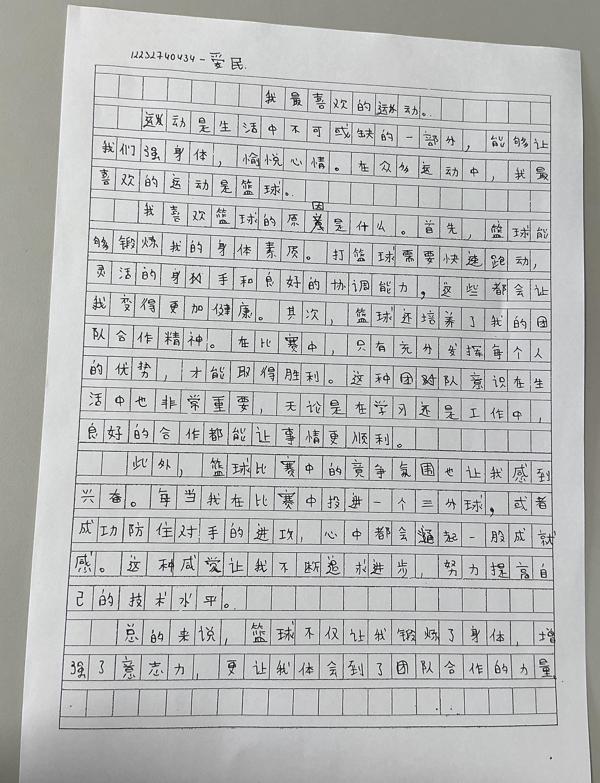 12232740434-爱民.
我最喜欢的运动。
运动是生活中不可或缺的一部分，能够让
我们强身体，愉悦心情。在众多运动中，我最
喜欢的运动是篮球。
我喜欢篮球的原因是什么。首先，篮球能
够锻炼我的身体素质。打篮球需要快速跑动，
灵活的身手和良好的协调能力，这些都会让
我变得更加健康。其次，篮球还培养了我的团
队合作精神。在比赛中，只有充分发挥每个人
的优势，才能取得胜利。这种团队意识在生
活中也非常重要，无论是在学习还是工作中，
良好的合作都能让事情更顺利。
此外，篮球比赛中的竞争氛围也让我感到
兴奋。每当我在比赛中投进一个三分球，或者
成功防住对手的进攻，心中都会涌起一股成就
感。这种感觉让我不断追求进步，努力提高自
己的技术水平。
总的来说，篮球不仅让我锻炼了身体，增
强了意志力，更让我体会到了团队合作的力量。